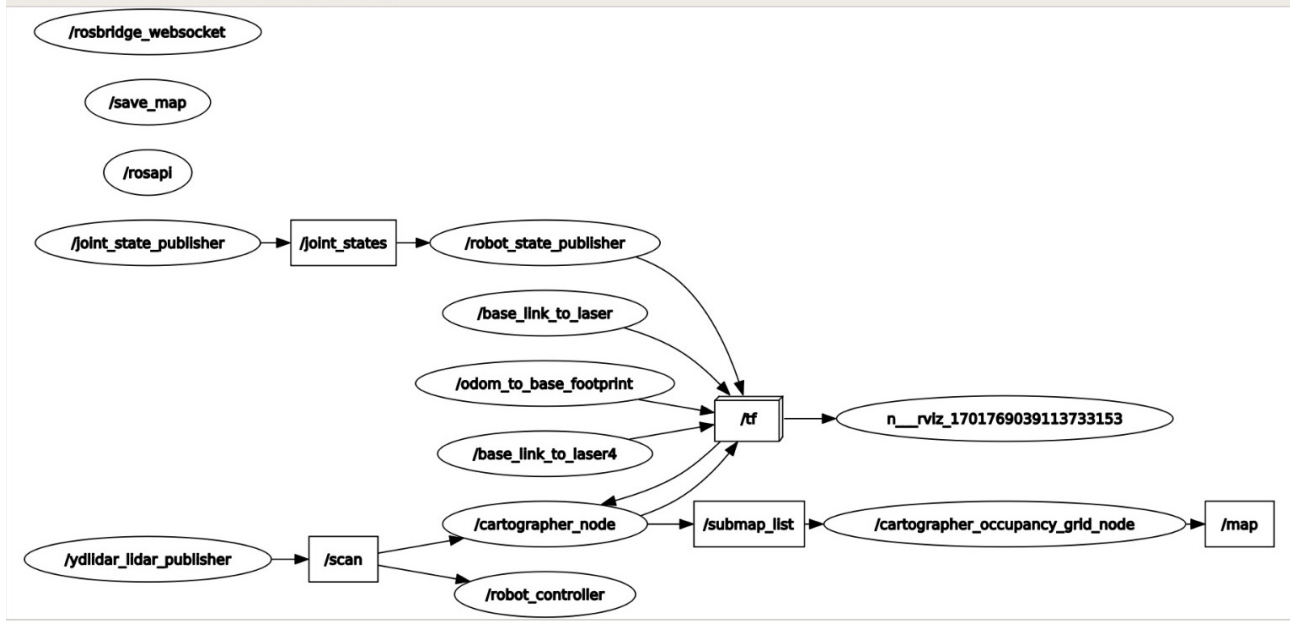 /rosbridge_websocket
/save_map
/rosapi
/joint_state_publisher
/joint_states
/robot_state_publisher
/base_link_to_laser
/odom_to_base_footprint
/tf
n___rviz_1701769039113733153
/base_link_to_laser4
/cartographer_node
/submap_list
/cartographer_occupancy_grid_node
/map
/ydlidar_lidar_publisher
/scan
/robot_controller